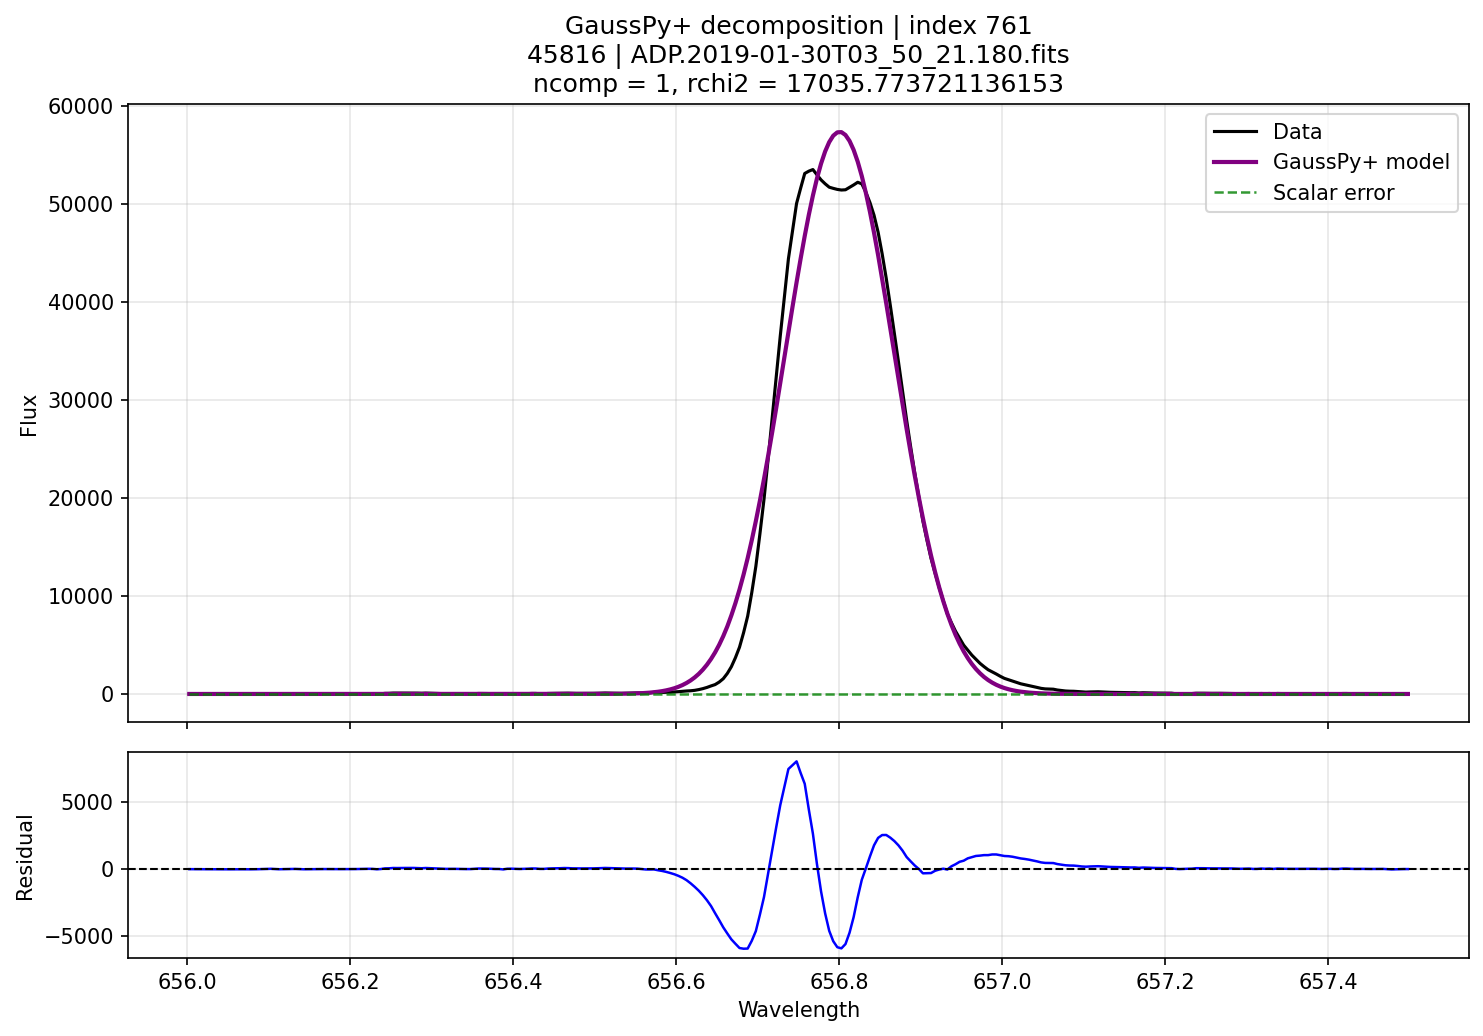 GaussPy+ decomposition | index 761
45816 | ADP.2019-01-30T03_50_21.180.fits
ncomp = 1, rchi2 = 17035.773721136153
60000
50000
40000
30000
20000
10000
0
Flux
Data
GaussPy+ model
Scalar error
5000
0
−5000
Residual
656.0 656.2 656.4 656.6 656.8 657.0 657.2 657.4
Wavelength